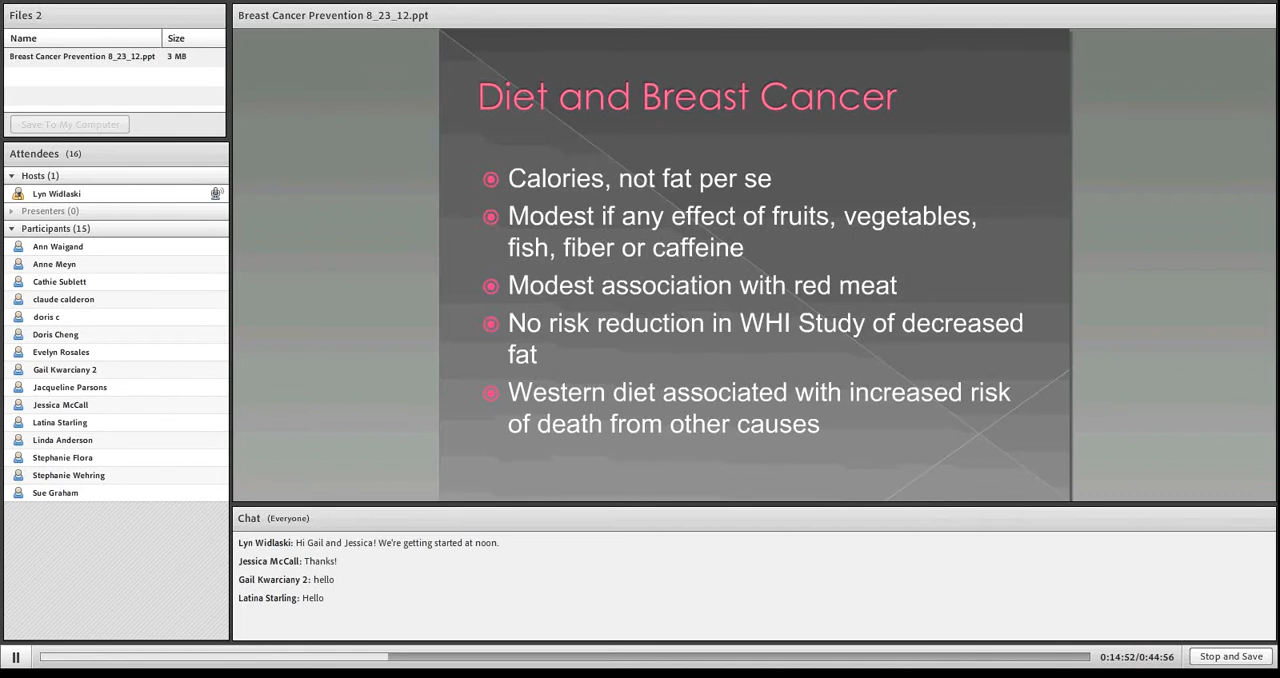 Files 2
Name Size
Breast Cancer Prevention 8_23_12.ppt 3 MB
Save To My Computer
Attendees (16)
Hosts (1)
Lyn Widlaski
Presenters (0)
Participants (15)
Ann Waigand
Anne Meyn
Cathie Sublett
claude calderon
doris c
Doris Cheng
Evelyn Rosales
Gail Kwarciany 2
Jacqueline Parsons
Jessica McCall
Latina Starling
Linda Anderson
Stephanie Flora
Stephanie Wehring
Sue Graham
Breast Cancer Prevention 8_23_12.ppt
Diet and Breast Cancer
Calories, not fat per se
Modest if any effect of fruits, vegetables,
fish, fiber or caffeine
Modest association with red meat
No risk reduction in WHI Study of decreased
fat
Western diet associated with increased risk
of death from other causes
Chat (Everyone)
Lyn Widlaski: Hi Gail and Jessica! We're getting started at noon.
Jessica McCall: Thanks!
Gail Kwarciany 2: hello
Latina Starling: Hello
0:14:52/0:44:56 Stop and Save